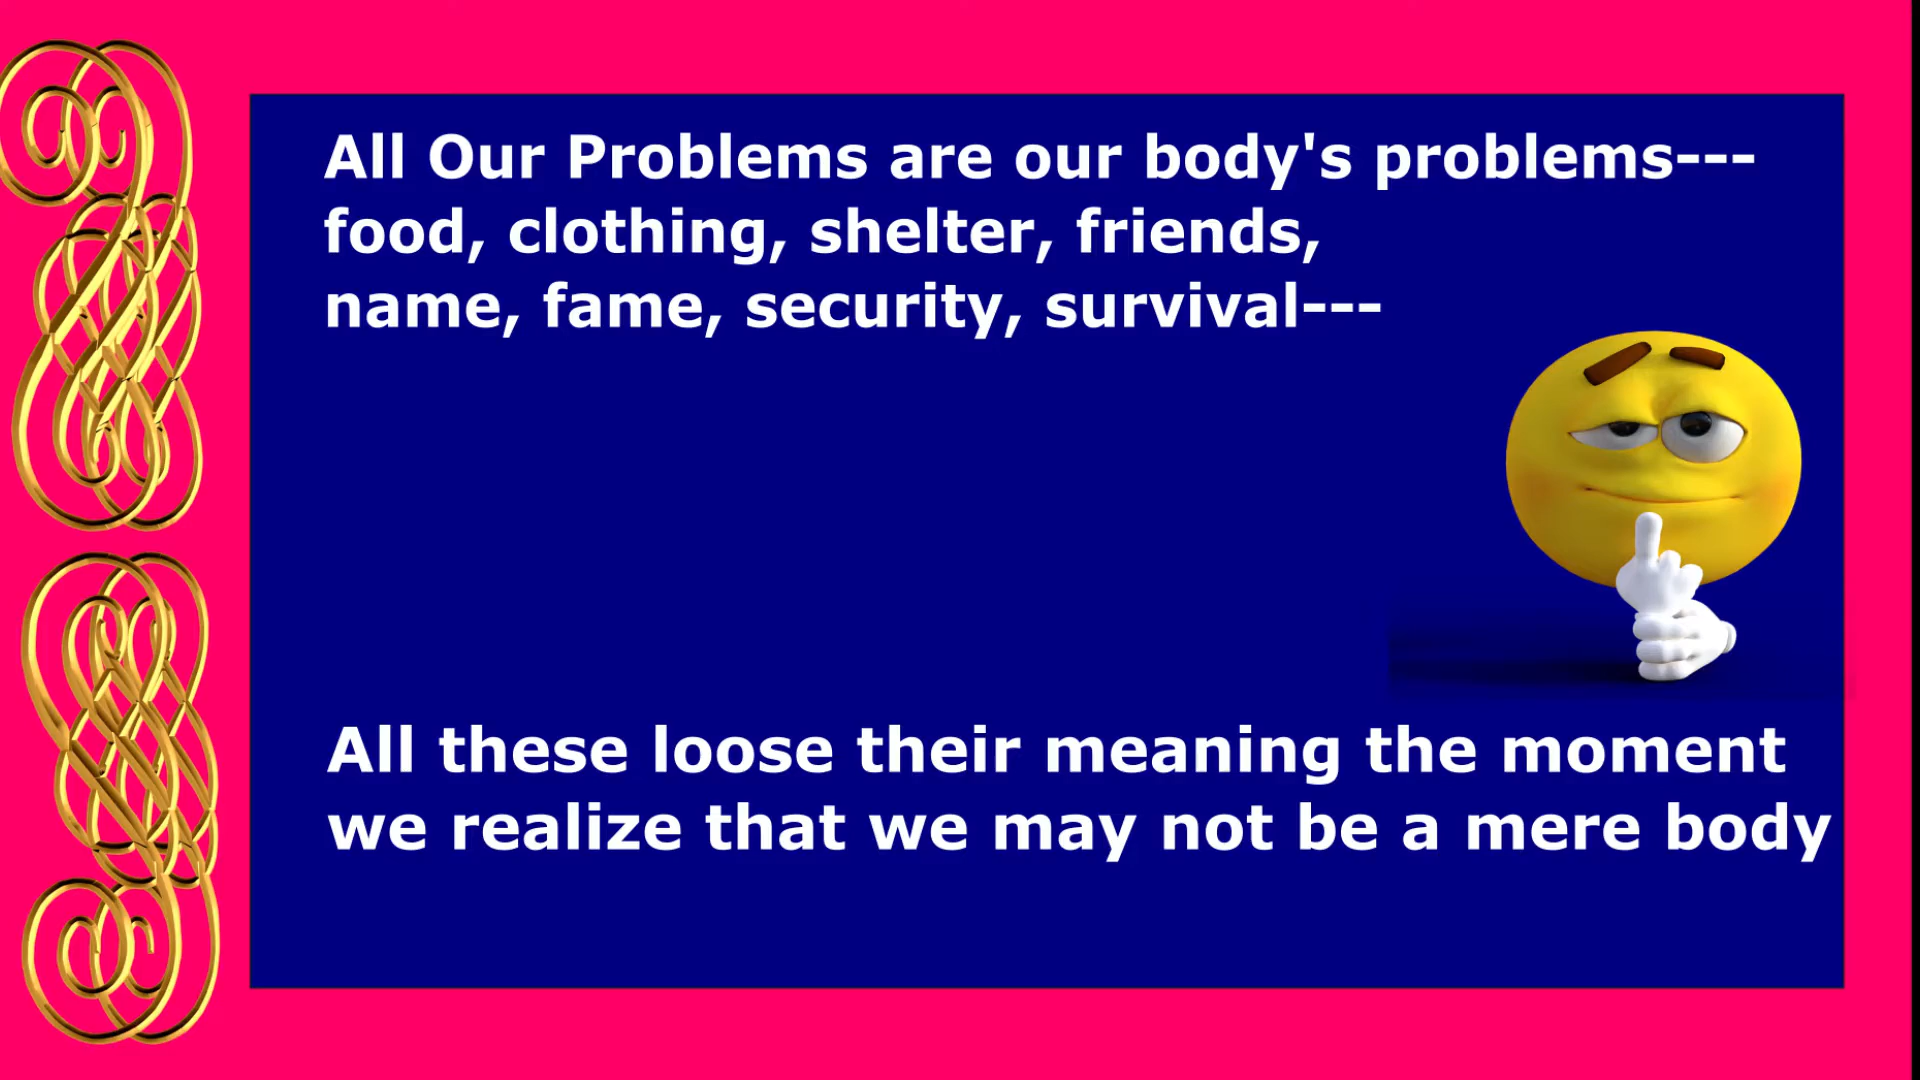 All Our Problems are our body's problems---
food, clothing, shelter, friends,
name, fame, security, survival---
All these loose their meaning the moment
we realize that we may not be a mere body